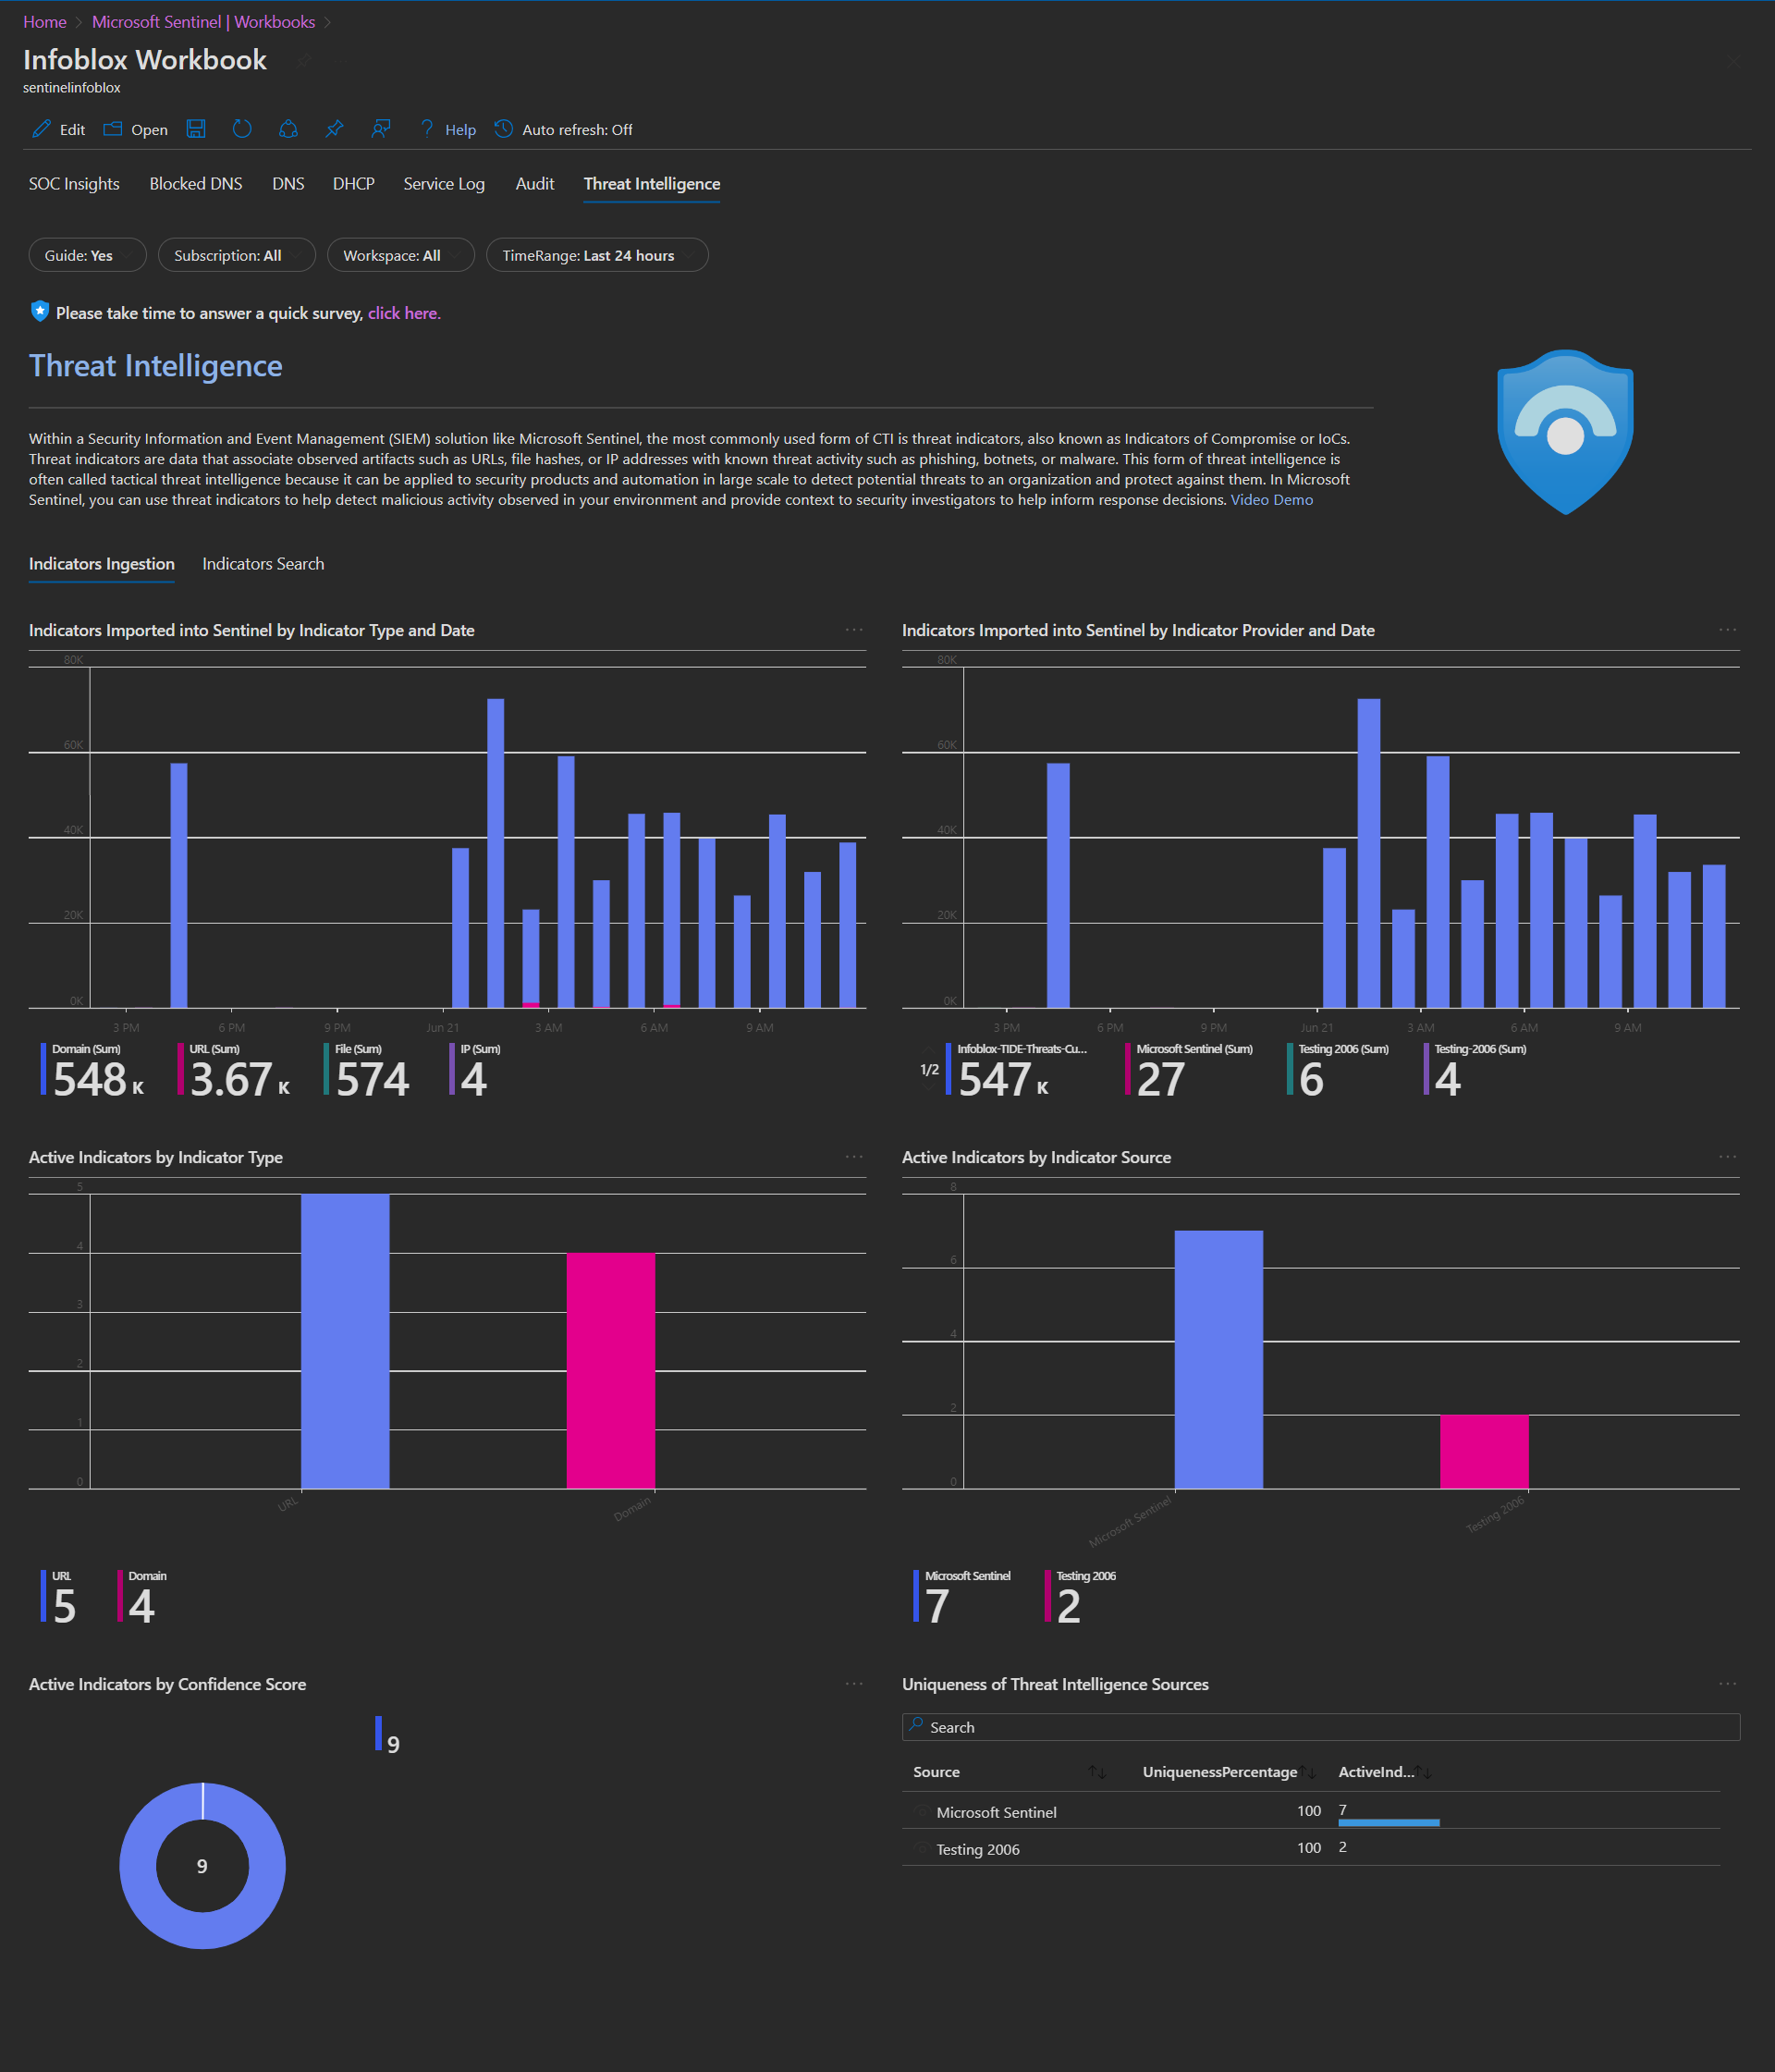 Home > Microsoft Sentinel | Workbooks >
Infoblox Workbook
sentinelinfoblox
Edit Open Help Auto refresh: Off
SOC Insights Blocked DNS DNS DHCP Service Log Audit Threat Intelligence
Guide: Yes Subscription: All Workspace: All TimeRange: Last 24 hours
Please take time to answer a quick survey, click here.
Threat Intelligence
Within a Security Information and Event Management (SIEM) solution like Microsoft Sentinel, the most commonly used form of CTI is threat indicators, also known as Indicators of Compromise or IoCs.
Threat indicators are data that associate observed artifacts such as URLs, file hashes, or IP addresses with known threat activity such as phishing, botnets, or malware. This form of threat intelligence is
often called tactical threat intelligence because it can be applied to security products and automation in large scale to detect potential threats to an organization and protect against them. In Microsoft
Sentinel, you can use threat indicators to help detect malicious activity observed in your environment and provide context to security investigators to help inform response decisions. Video Demo
Indicators Ingestion Indicators Search
Indicators Imported into Sentinel by Indicator Type and Date
80K
60K
40K
20K
0K
3 PM 6 PM 9 PM Jun 21 3 AM 6 AM 9 AM
Domain (Sum) URL (Sum) File (Sum) IP (Sum)
548 K 3.67 K 574 4
Indicators Imported into Sentinel by Indicator Provider and Date
80K
60K
40K
20K
0K
3 PM 6 PM 9 PM Jun 21 3 AM 6 AM 9 AM
1/2
Infoblox-TIDE-Threats-Cu... Microsoft Sentinel (Sum) Testing 2006 (Sum) Testing-2006 (Sum)
547 K 27 6 4
Active Indicators by Indicator Type
5
4
3
2
1
0
URL Domain
URL Domain
5 4
Active Indicators by Indicator Source
8
6
4
2
0
Microsoft Sentinel Testing 2006
Microsoft Sentinel Testing 2006
7 2
Active Indicators by Confidence Score
9
9
Uniqueness of Threat Intelligence Sources
Search
Source UniquenessPercentage ActiveInd...
Microsoft Sentinel 100 7
Testing 2006 100 2